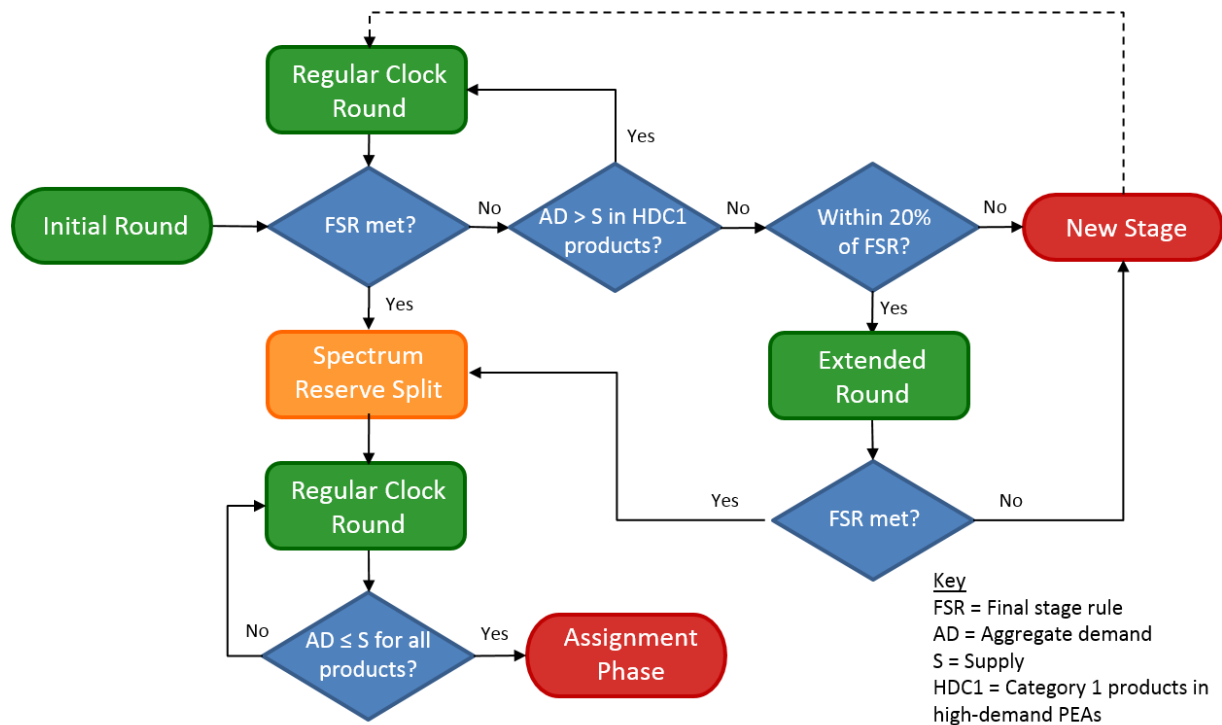 Regular Clock
Round
Yes
Initial Round
FSR met?
No
AD > S in HDC1
products?
No
Within 20%
of FSR?
No
New Stage
Yes
Yes
Spectrum
Reserve Split
Extended
Round
Regular Clock
Round
Yes
FSR met?
No
No
AD ≤ S for all
products?
Yes
Assignment
Phase
Key
FSR = Final stage rule
AD = Aggregate demand
S = Supply
HDC1 = Category 1 products in
high-demand PEAs